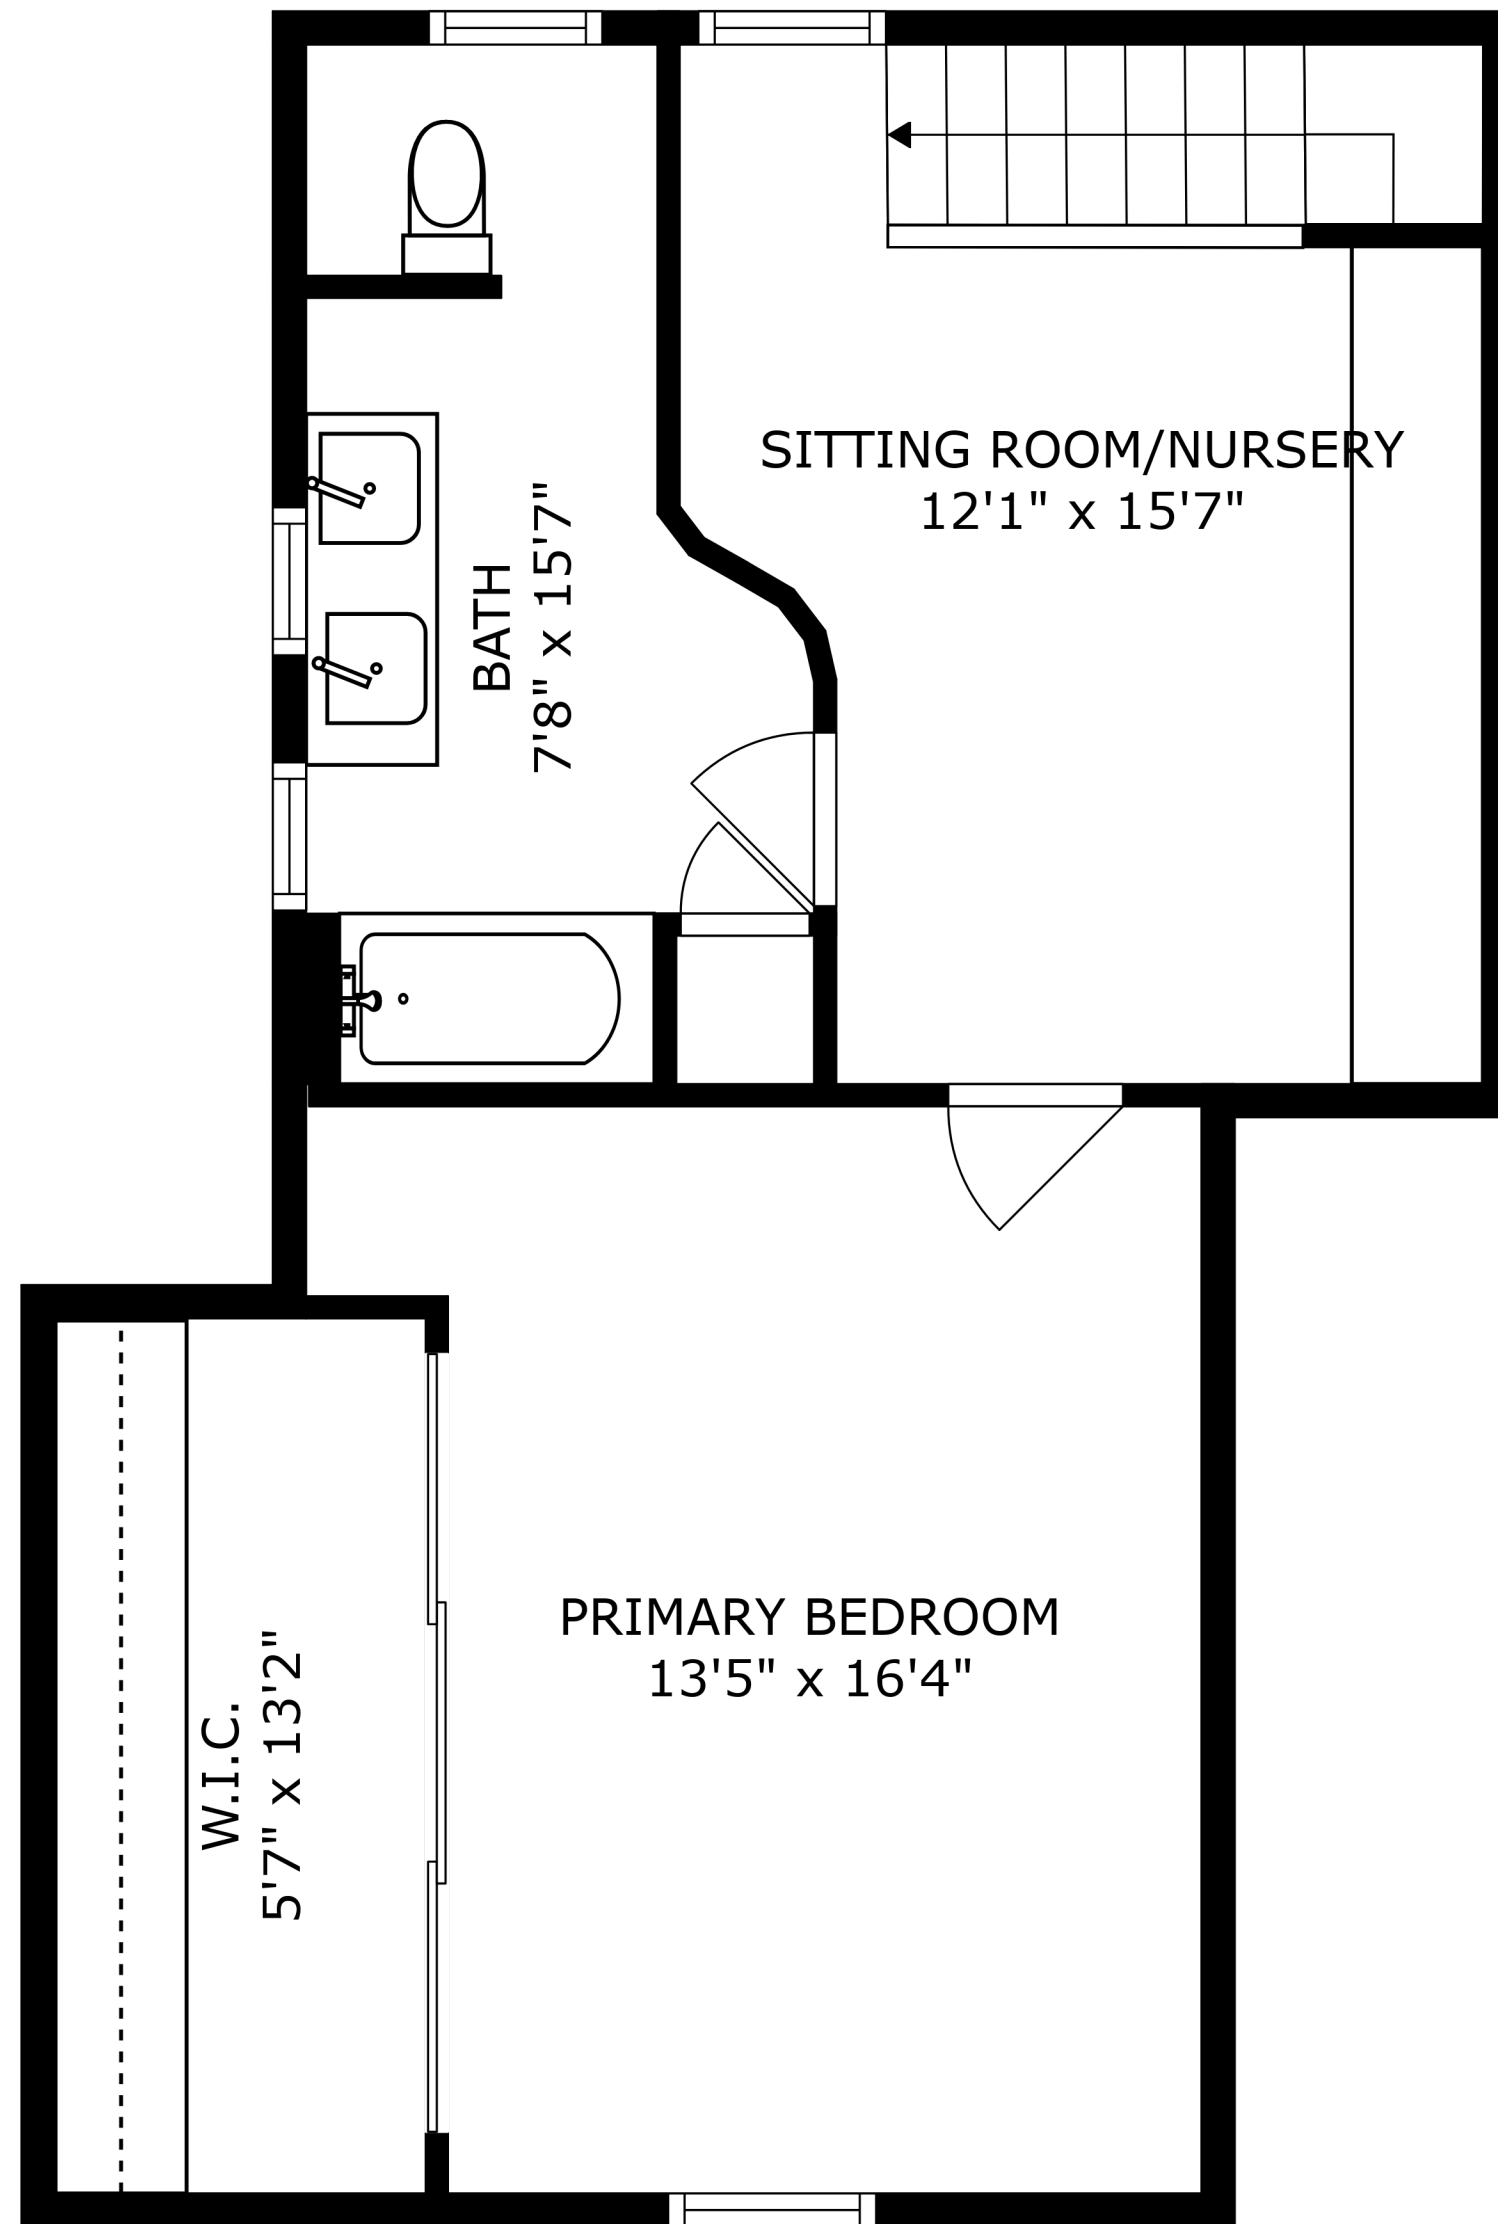 SITTING ROOM/NURSERY
12'1" x 15'7"
BATH
7'8" x 15'7"
PRIMARY BEDROOM
13'5" x 16'4"
W.I.C.
5'7" x 13'2"